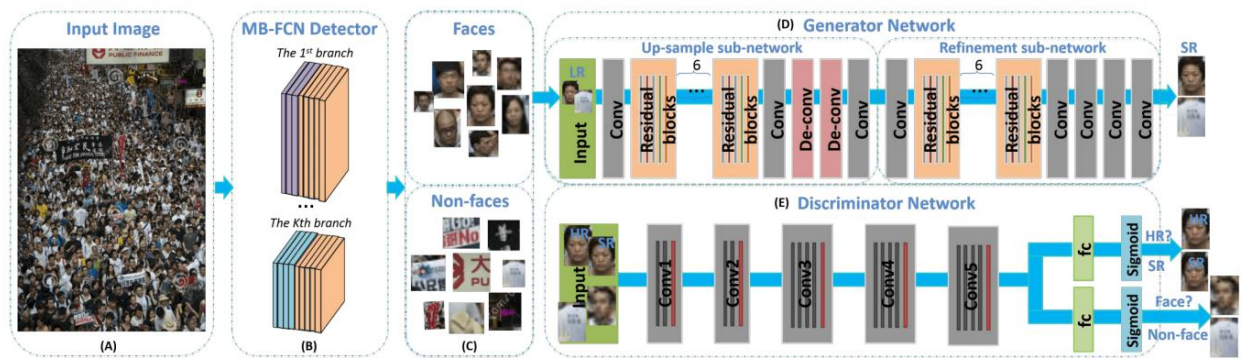 Input Image
PUBLIC FINANCE
(A)
MB-FCN Detector
The 1st branch
...
The Kth branch
(B)
Faces
Non-faces
大
PU
(C)
(D) Generator Network
Up-sample sub-network
Refinement sub-network
LR
Input
Conv
Residual blocks
6
...
Residual blocks
Conv
De-conv
De-conv
Conv
Conv
Residual blocks
6
...
Residual blocks
Conv
Conv
Conv
Conv
SR
(E) Discriminator Network
HR
SR
Input
Conv1
Conv2
Conv3
Conv4
Conv5
fc
Sigmoid
HR?
SR
HR
SR
fc
Sigmoid
Face?
Non-face